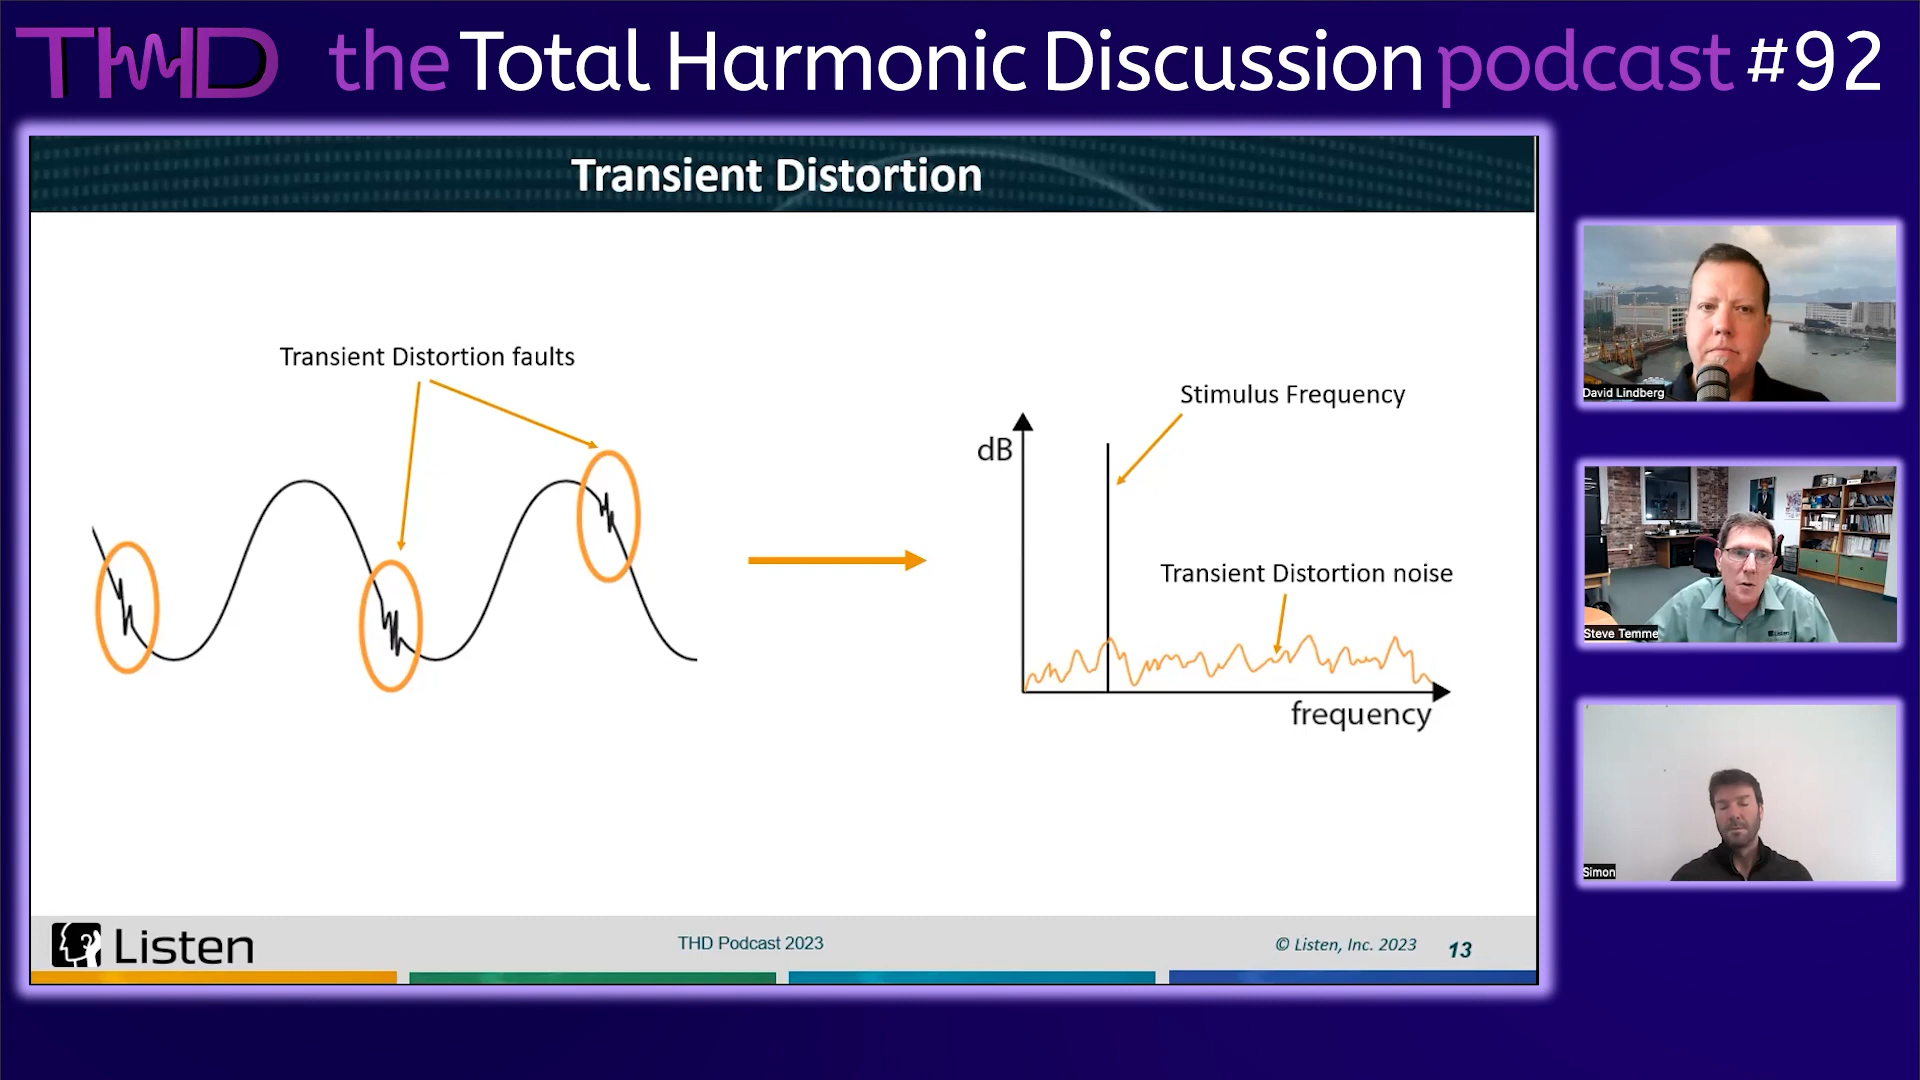 THD the Total Harmonic Discussion podcast #92
Transient Distortion
Transient Distortion faults
Stimulus Frequency
dB
Transient Distortion noise
frequency
Listen
THD Podcast 2023
© Listen, Inc. 2023
13
David Lindberg
Listen
Steve Temme
Simon